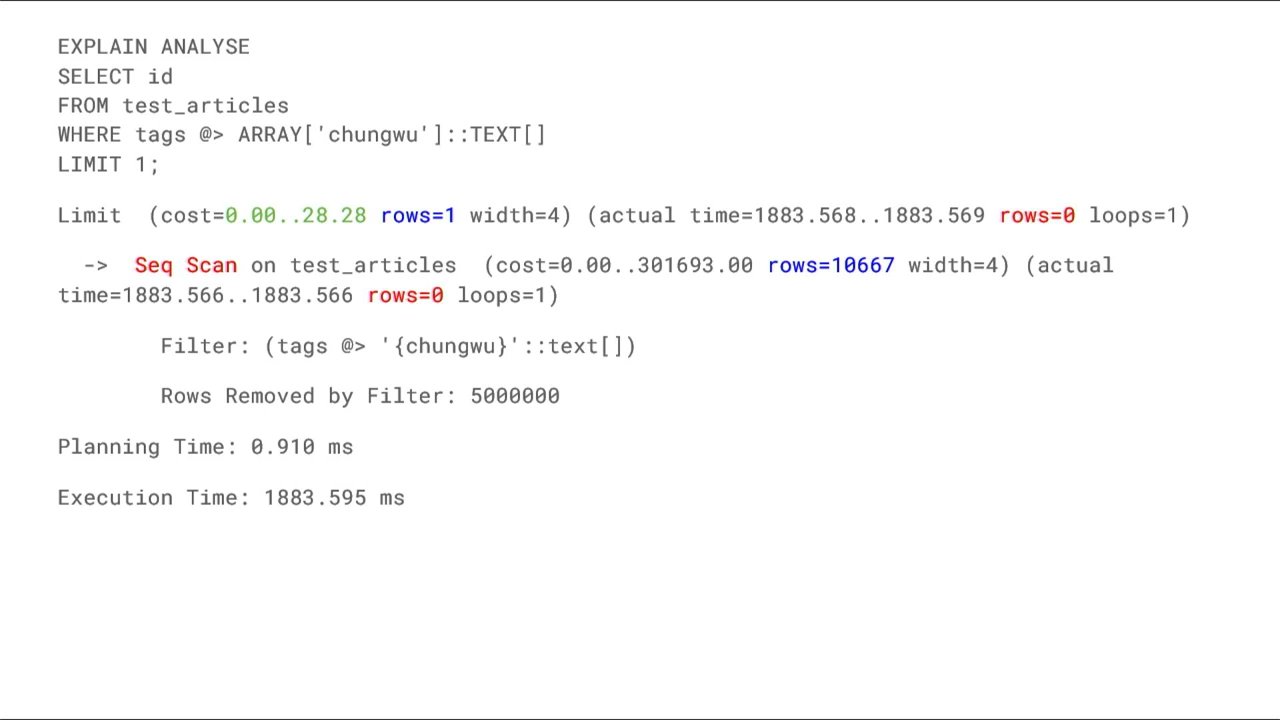 EXPLAIN ANALYSE
SELECT id
FROM test_articles
WHERE tags @> ARRAY['chungwu']::TEXT[]
LIMIT 1;
Limit  (cost=0.00..28.28 rows=1 width=4) (actual time=1883.568..1883.569 rows=0 loops=1)
  ->  Seq Scan on test_articles  (cost=0.00..301693.00 rows=10667 width=4) (actual
time=1883.566..1883.566 rows=0 loops=1)
        Filter: (tags @> '{chungwu}'::text[])
        Rows Removed by Filter: 5000000
Planning Time: 0.910 ms
Execution Time: 1883.595 ms